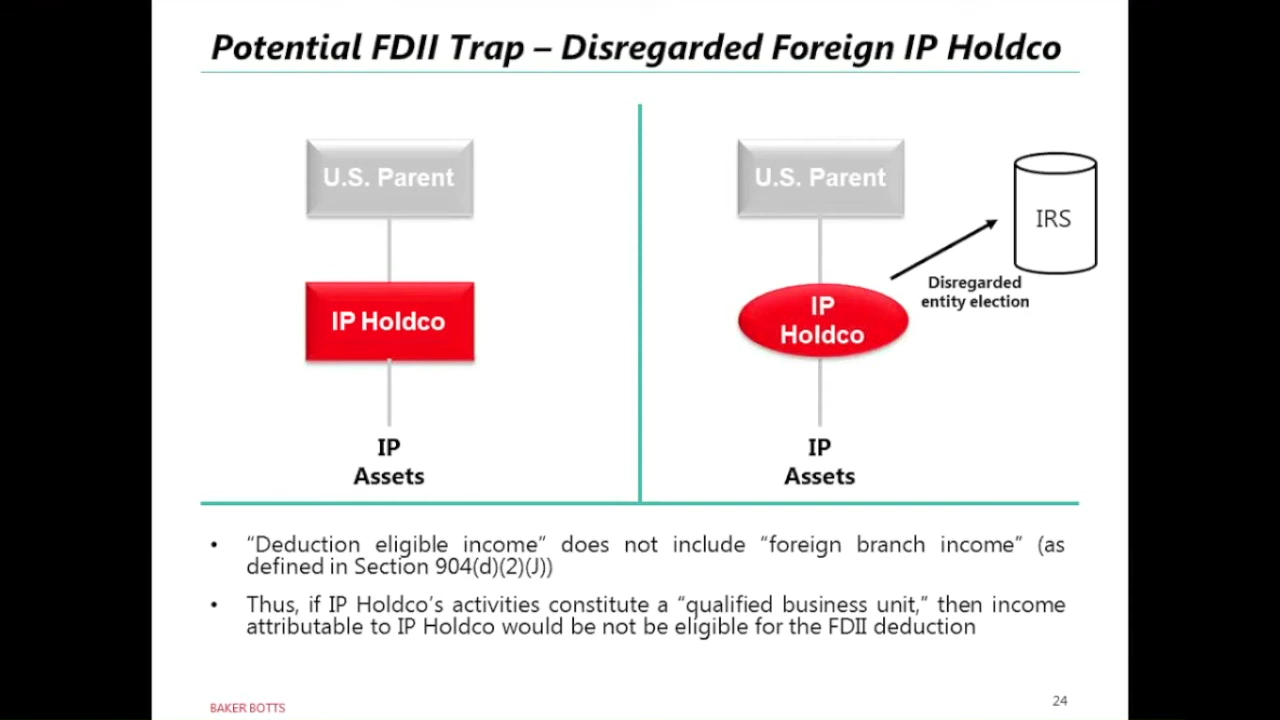 Potential FDII Trap – Disregarded Foreign IP Holdco
U.S. Parent
IP Holdco
IP
Assets
U.S. Parent
IP
Holdco
IP
Assets
IRS
Disregarded
entity election
• “Deduction eligible income” does not include “foreign branch income” (as
defined in Section 904(d)(2)(J))
• Thus, if IP Holdco’s activities constitute a “qualified business unit,” then income
attributable to IP Holdco would be not be eligible for the FDII deduction
BAKER BOTTS
24